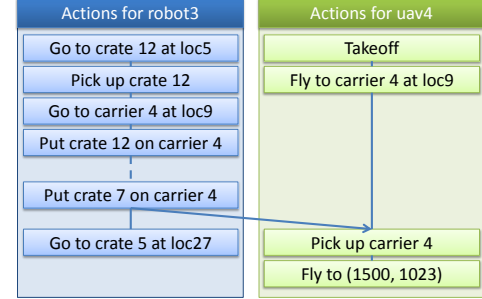 Actions for robot3
Go to crate 12 at loc5
Pick up crate 12
Go to carrier 4 at loc9
Put crate 12 on carrier 4
Put crate 7 on carrier 4
Go to crate 5 at loc27
Actions for uav4
Takeoff
Fly to carrier 4 at loc9
Pick up carrier 4
Fly to (1500, 1023)